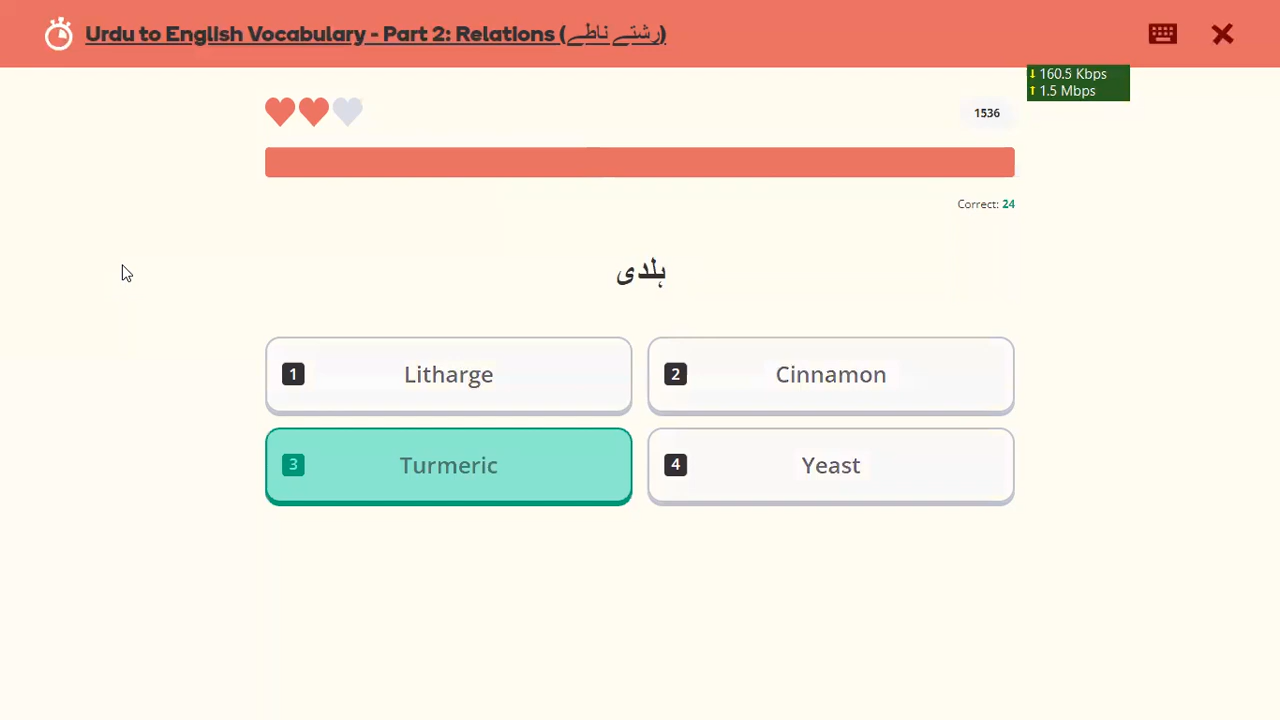 Urdu to English Vocabulary - Part 2: Relations (رشتے ناطے)
↓ 160.5 Kbps
↑ 1.5 Mbps
1536
Correct: 24
ہلدی
1 Litharge
2 Cinnamon
3 Turmeric
4 Yeast